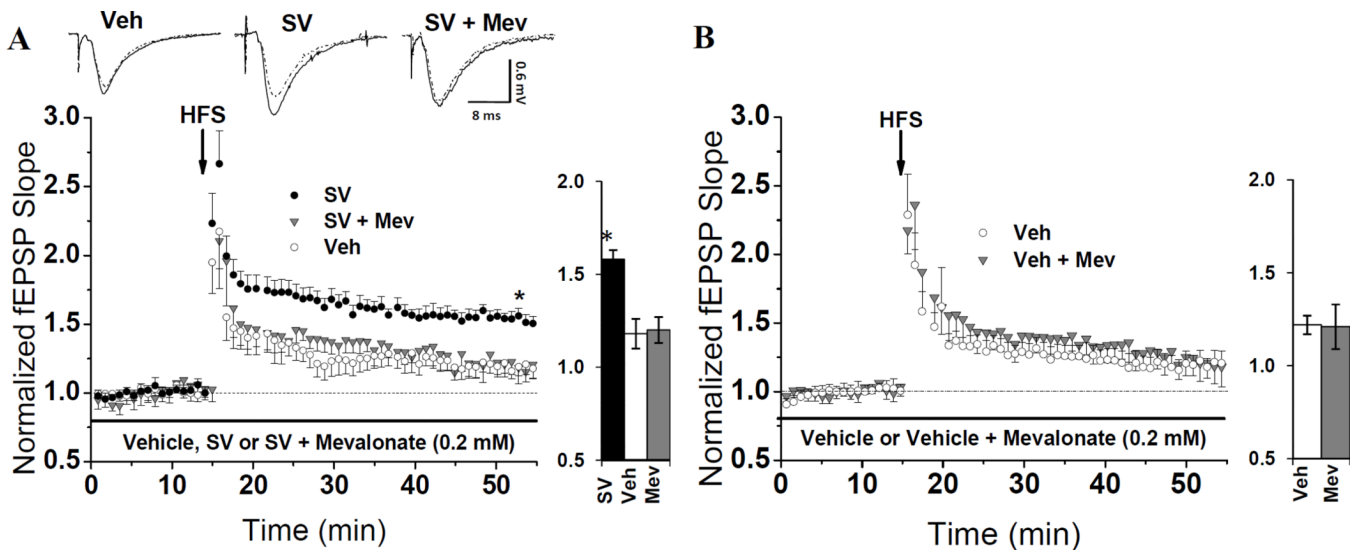 A
Veh
SV
SV + Mev
0.6 mV
8 ms
HFS
SV
SV + Mev
Veh
*
Normalized fEPSP Slope
3.0
2.5
2.0
1.5
1.0
0.5
Vehicle, SV or SV + Mevalonate (0.2 mM)
0 10 20 30 40 50
Time (min)
2.0
1.5
1.0
0.5
*
SV
Veh
Mev
B
HFS
Veh
Veh + Mev
Normalized fEPSP Slope
3.0
2.5
2.0
1.5
1.0
0.5
Vehicle or Vehicle + Mevalonate (0.2 mM)
0 10 20 30 40 50
Time (min)
2.0
1.5
1.0
0.5
Veh
Mev